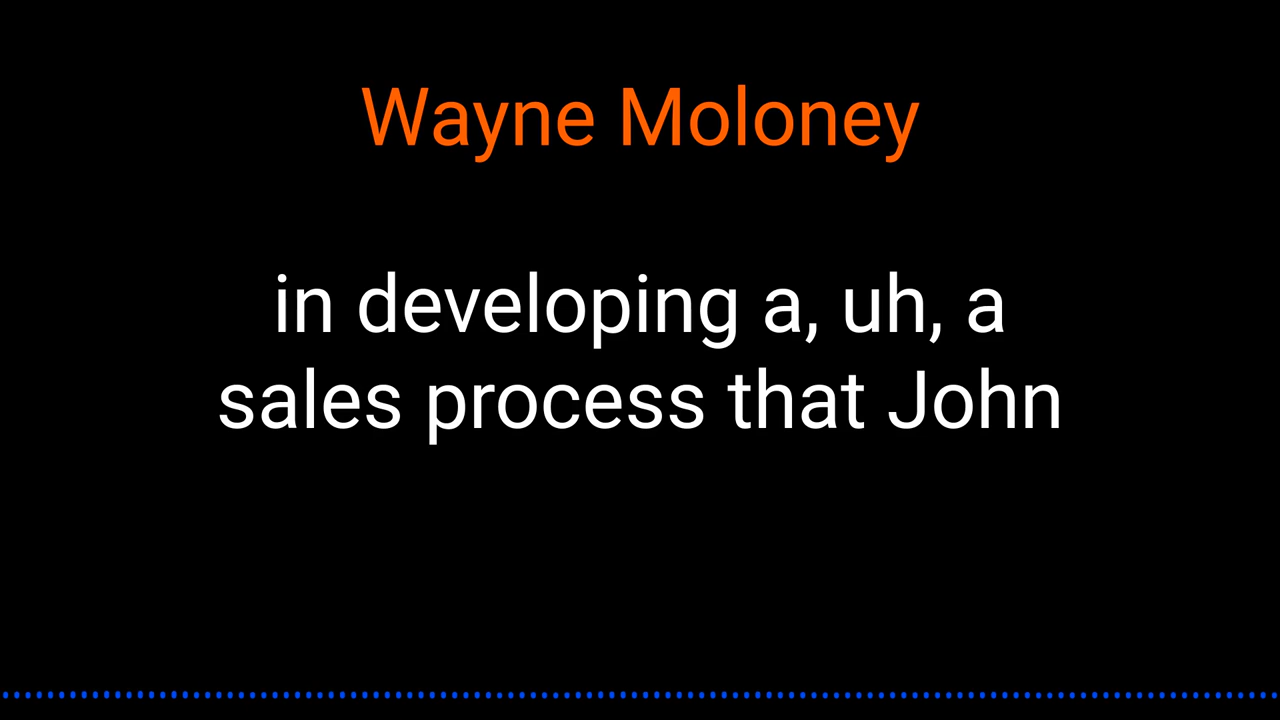 Wayne Moloney
in developing a, uh, a
sales process that John